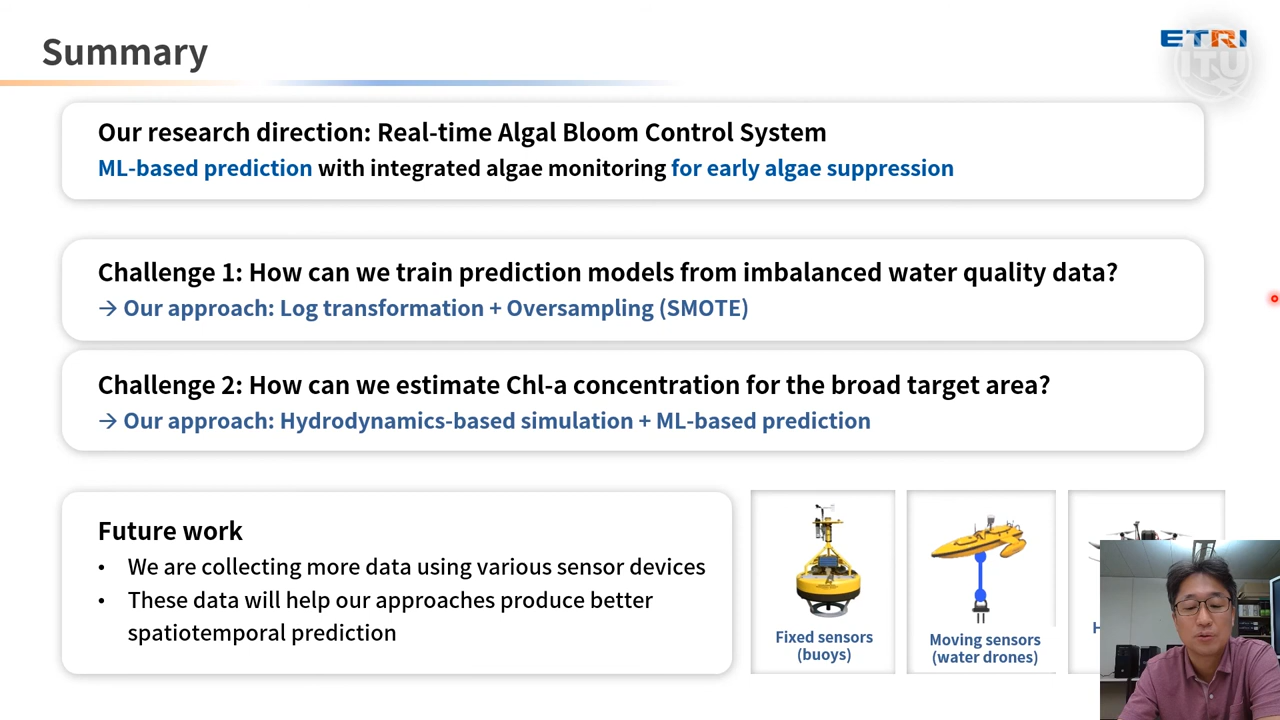 Summary
ETRI
ITU
Our research direction: Real-time Algal Bloom Control System
ML-based prediction with integrated algae monitoring for early algae suppression
Challenge 1: How can we train prediction models from imbalanced water quality data?
→ Our approach: Log transformation + Oversampling (SMOTE)
Challenge 2: How can we estimate Chl-a concentration for the broad target area?
→ Our approach: Hydrodynamics-based simulation + ML-based prediction
Future work
• We are collecting more data using various sensor devices
• These data will help our approaches produce better
spatiotemporal prediction
Fixed sensors
(buoys)
Moving sensors
(water drones)